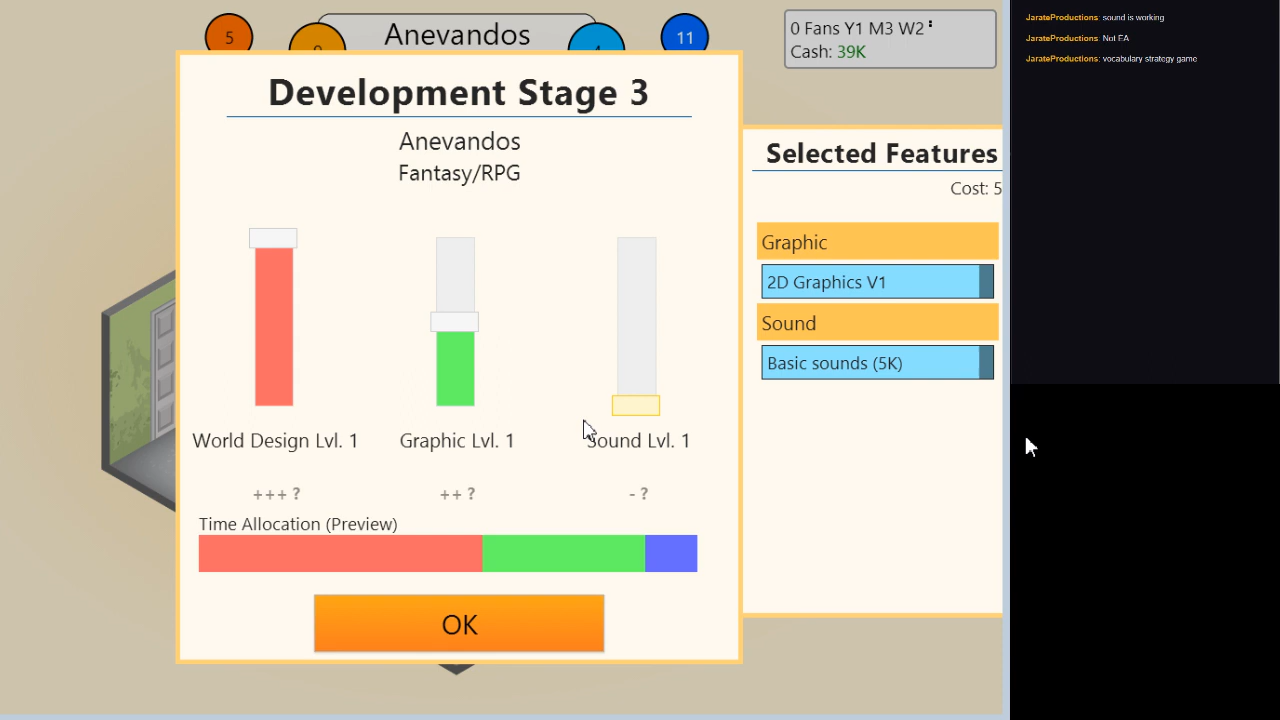 5
Anevandos
11
0 Fans Y1 M3 W2
Cash: 39K
Development Stage 3
Anevandos
Fantasy/RPG
World Design Lvl. 1
Graphic Lvl. 1
Sound Lvl. 1
+++ ?
++ ?
- ?
Time Allocation (Preview)
OK
Selected Features
Cost: 5
Graphic
2D Graphics V1
Sound
Basic sounds (5K)
JarateProductions: sound is working
JarateProductions: Not EA
JarateProductions: vocabulary strategy game